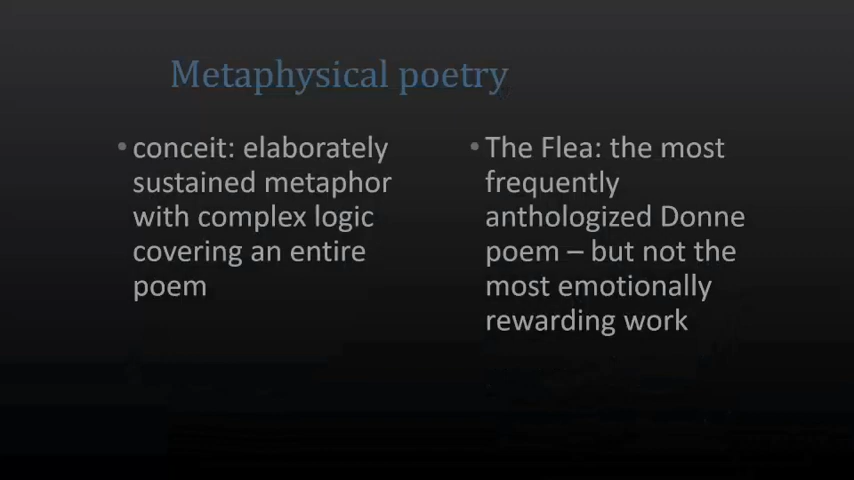 Metaphysical poetry
• conceit: elaborately
sustained metaphor
with complex logic
covering an entire
poem
• The Flea: the most
frequently
anthologized Donne
poem – but not the
most emotionally
rewarding work